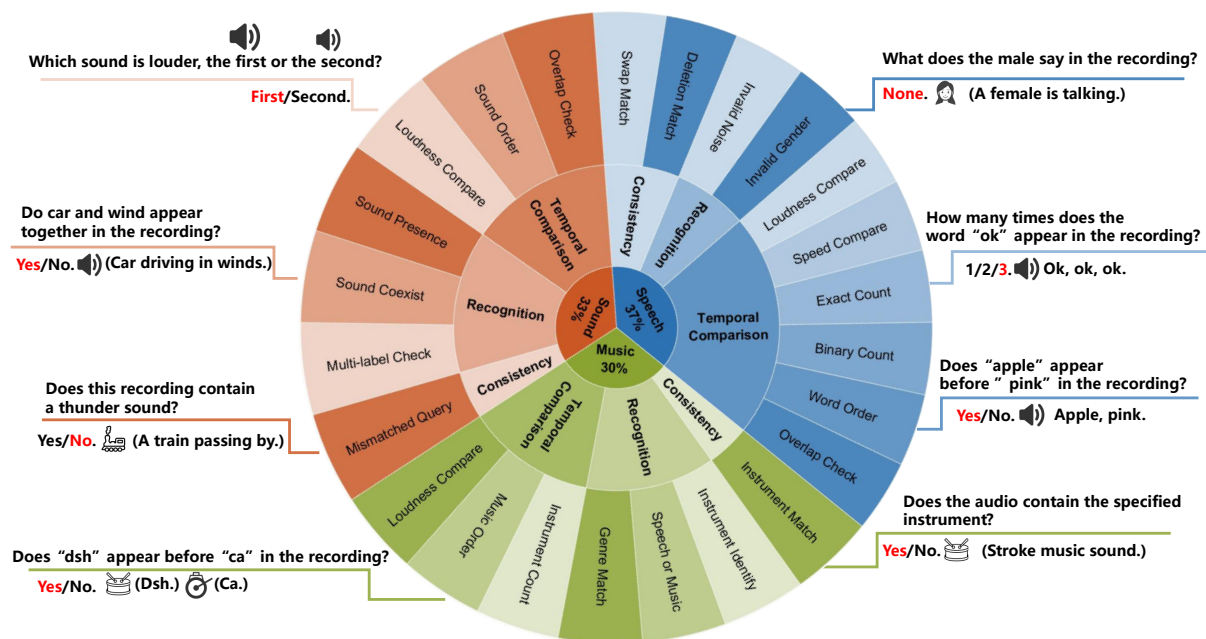 Which sound is louder, the first or the second?
First/Second.
Do car and wind appear
together in the recording?
Yes/No. (Car driving in winds.)
Does this recording contain
a thunder sound?
Yes/No. (A train passing by.)
Does “dsh” appear before “ca” in the recording?
Yes/No. (Dsh.) (Ca.)
What does the male say in the recording?
None. (A female is talking.)
How many times does the
word “ok” appear in the recording?
1/2/3. Ok, ok, ok.
Does “apple” appear
before ” pink” in the recording?
Yes/No. Apple, pink.
Does the audio contain the specified
instrument?
Yes/No. (Stroke music sound.)
Speech
37%
Consistency
Swap Match
Deletion Match
Recognition
Invalid Noise
Invalid Gender
Temporal
Comparison
Loudness Compare
Speed Compare
Exact Count
Binary Count
Word Order
Overlap Check
Music
30%
Consistency
Instrument Match
Recognition
Instrument Identify
Speech or Music
Genre Match
Temporal
Comparison
Instrument Count
Music Order
Loudness Compare
Sound
33%
Consistency
Mismatched Query
Recognition
Multi-label Check
Sound Coexist
Sound Presence
Temporal
Comparison
Loudness Compare
Sound Order
Overlap Check